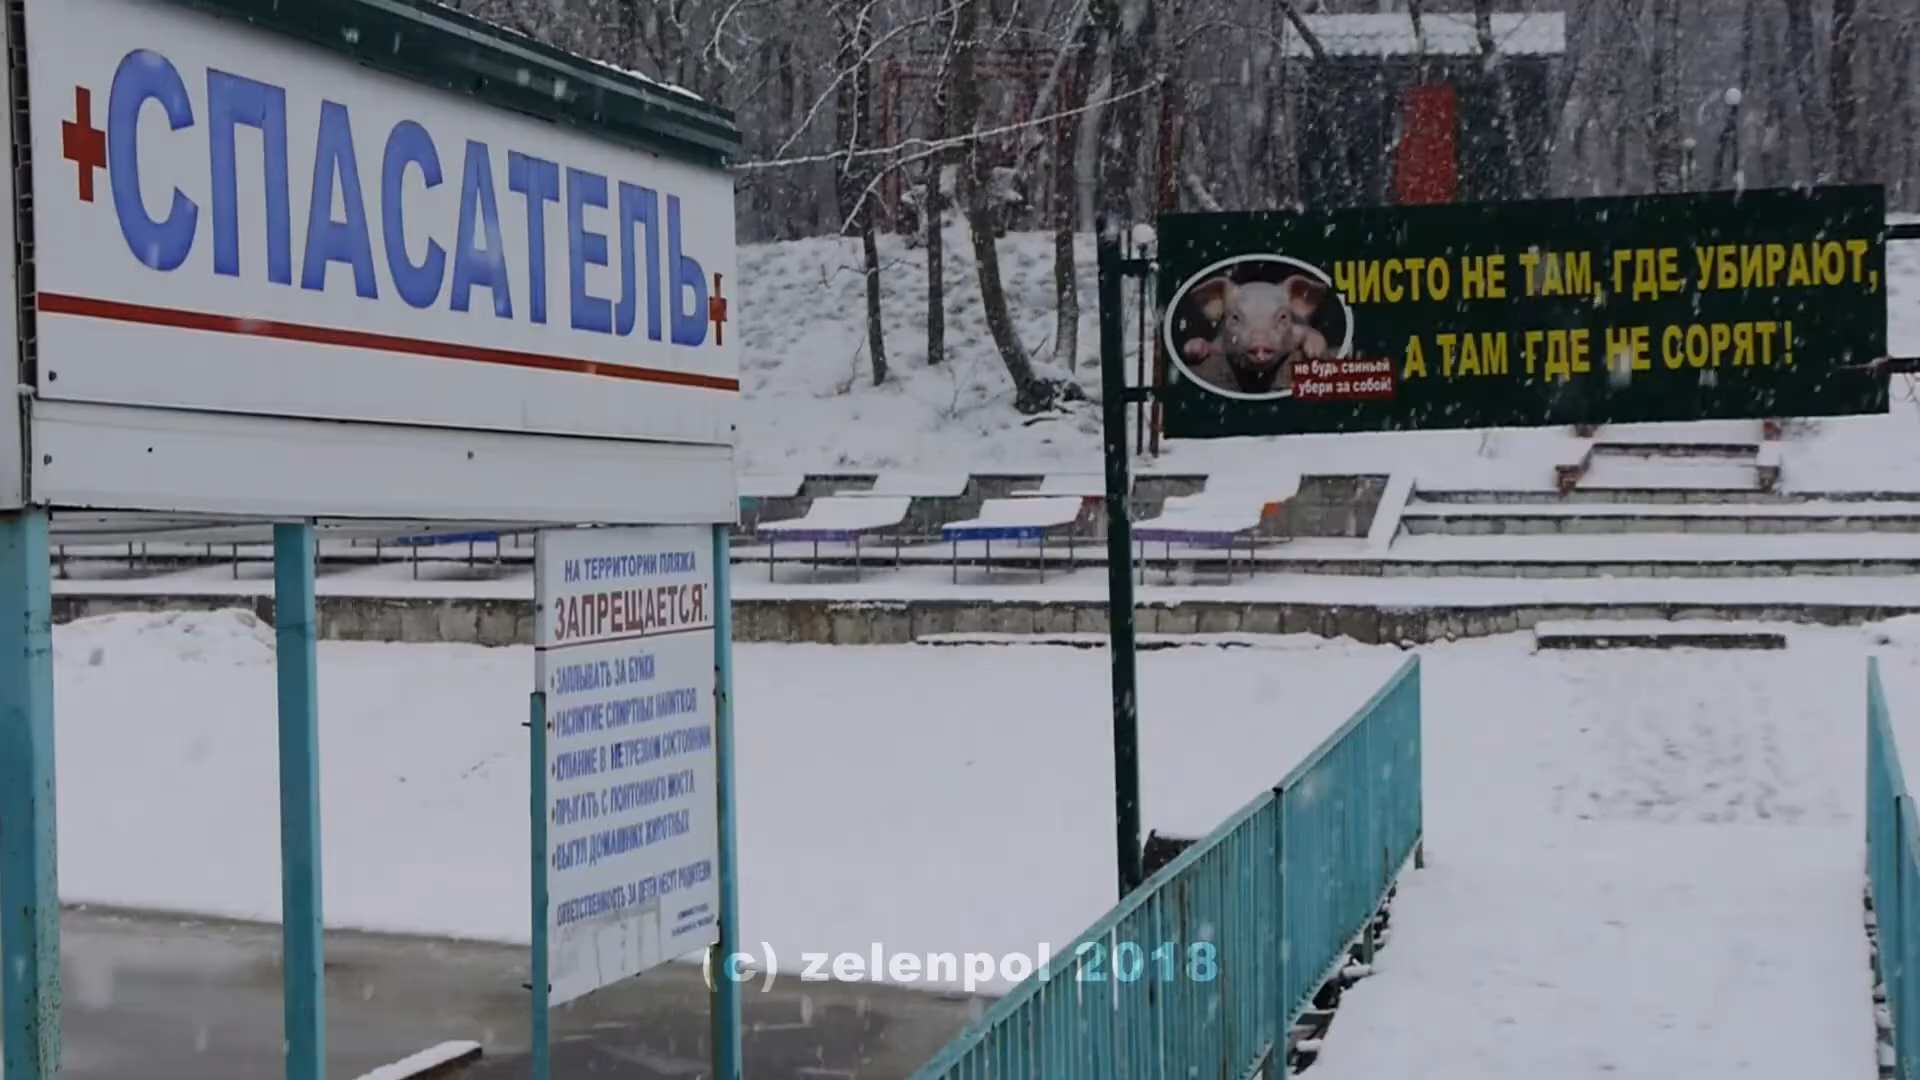 +СПАСАТЕЛЬ+
НА ТЕРРИТОРИИ ПЛЯЖА
ЗАПРЕЩАЕТСЯ:
• ЗАПЛЫВАТЬ ЗА БУЙКИ
• РАСПИТИЕ СПИРТНЫХ НАПИТКОВ
• КУПАНИЕ В НЕТРЕЗВОМ СОСТОЯНИИ
• ПРЫГАТЬ С ПОНТОННОГО МОСТА
• ВЫГУЛ ДОМАШНИХ ЖИВОТНЫХ
ОТВЕТСТВЕННОСТЬ ЗА ДЕТЕЙ НЕСУТ РОДИТЕЛИ
ЧИСТО НЕ ТАМ, ГДЕ УБИРАЮТ,
А ТАМ ГДЕ НЕ СОРЯТ!
не будь свиньей
убери за собой!
(c) zelenpol 2018